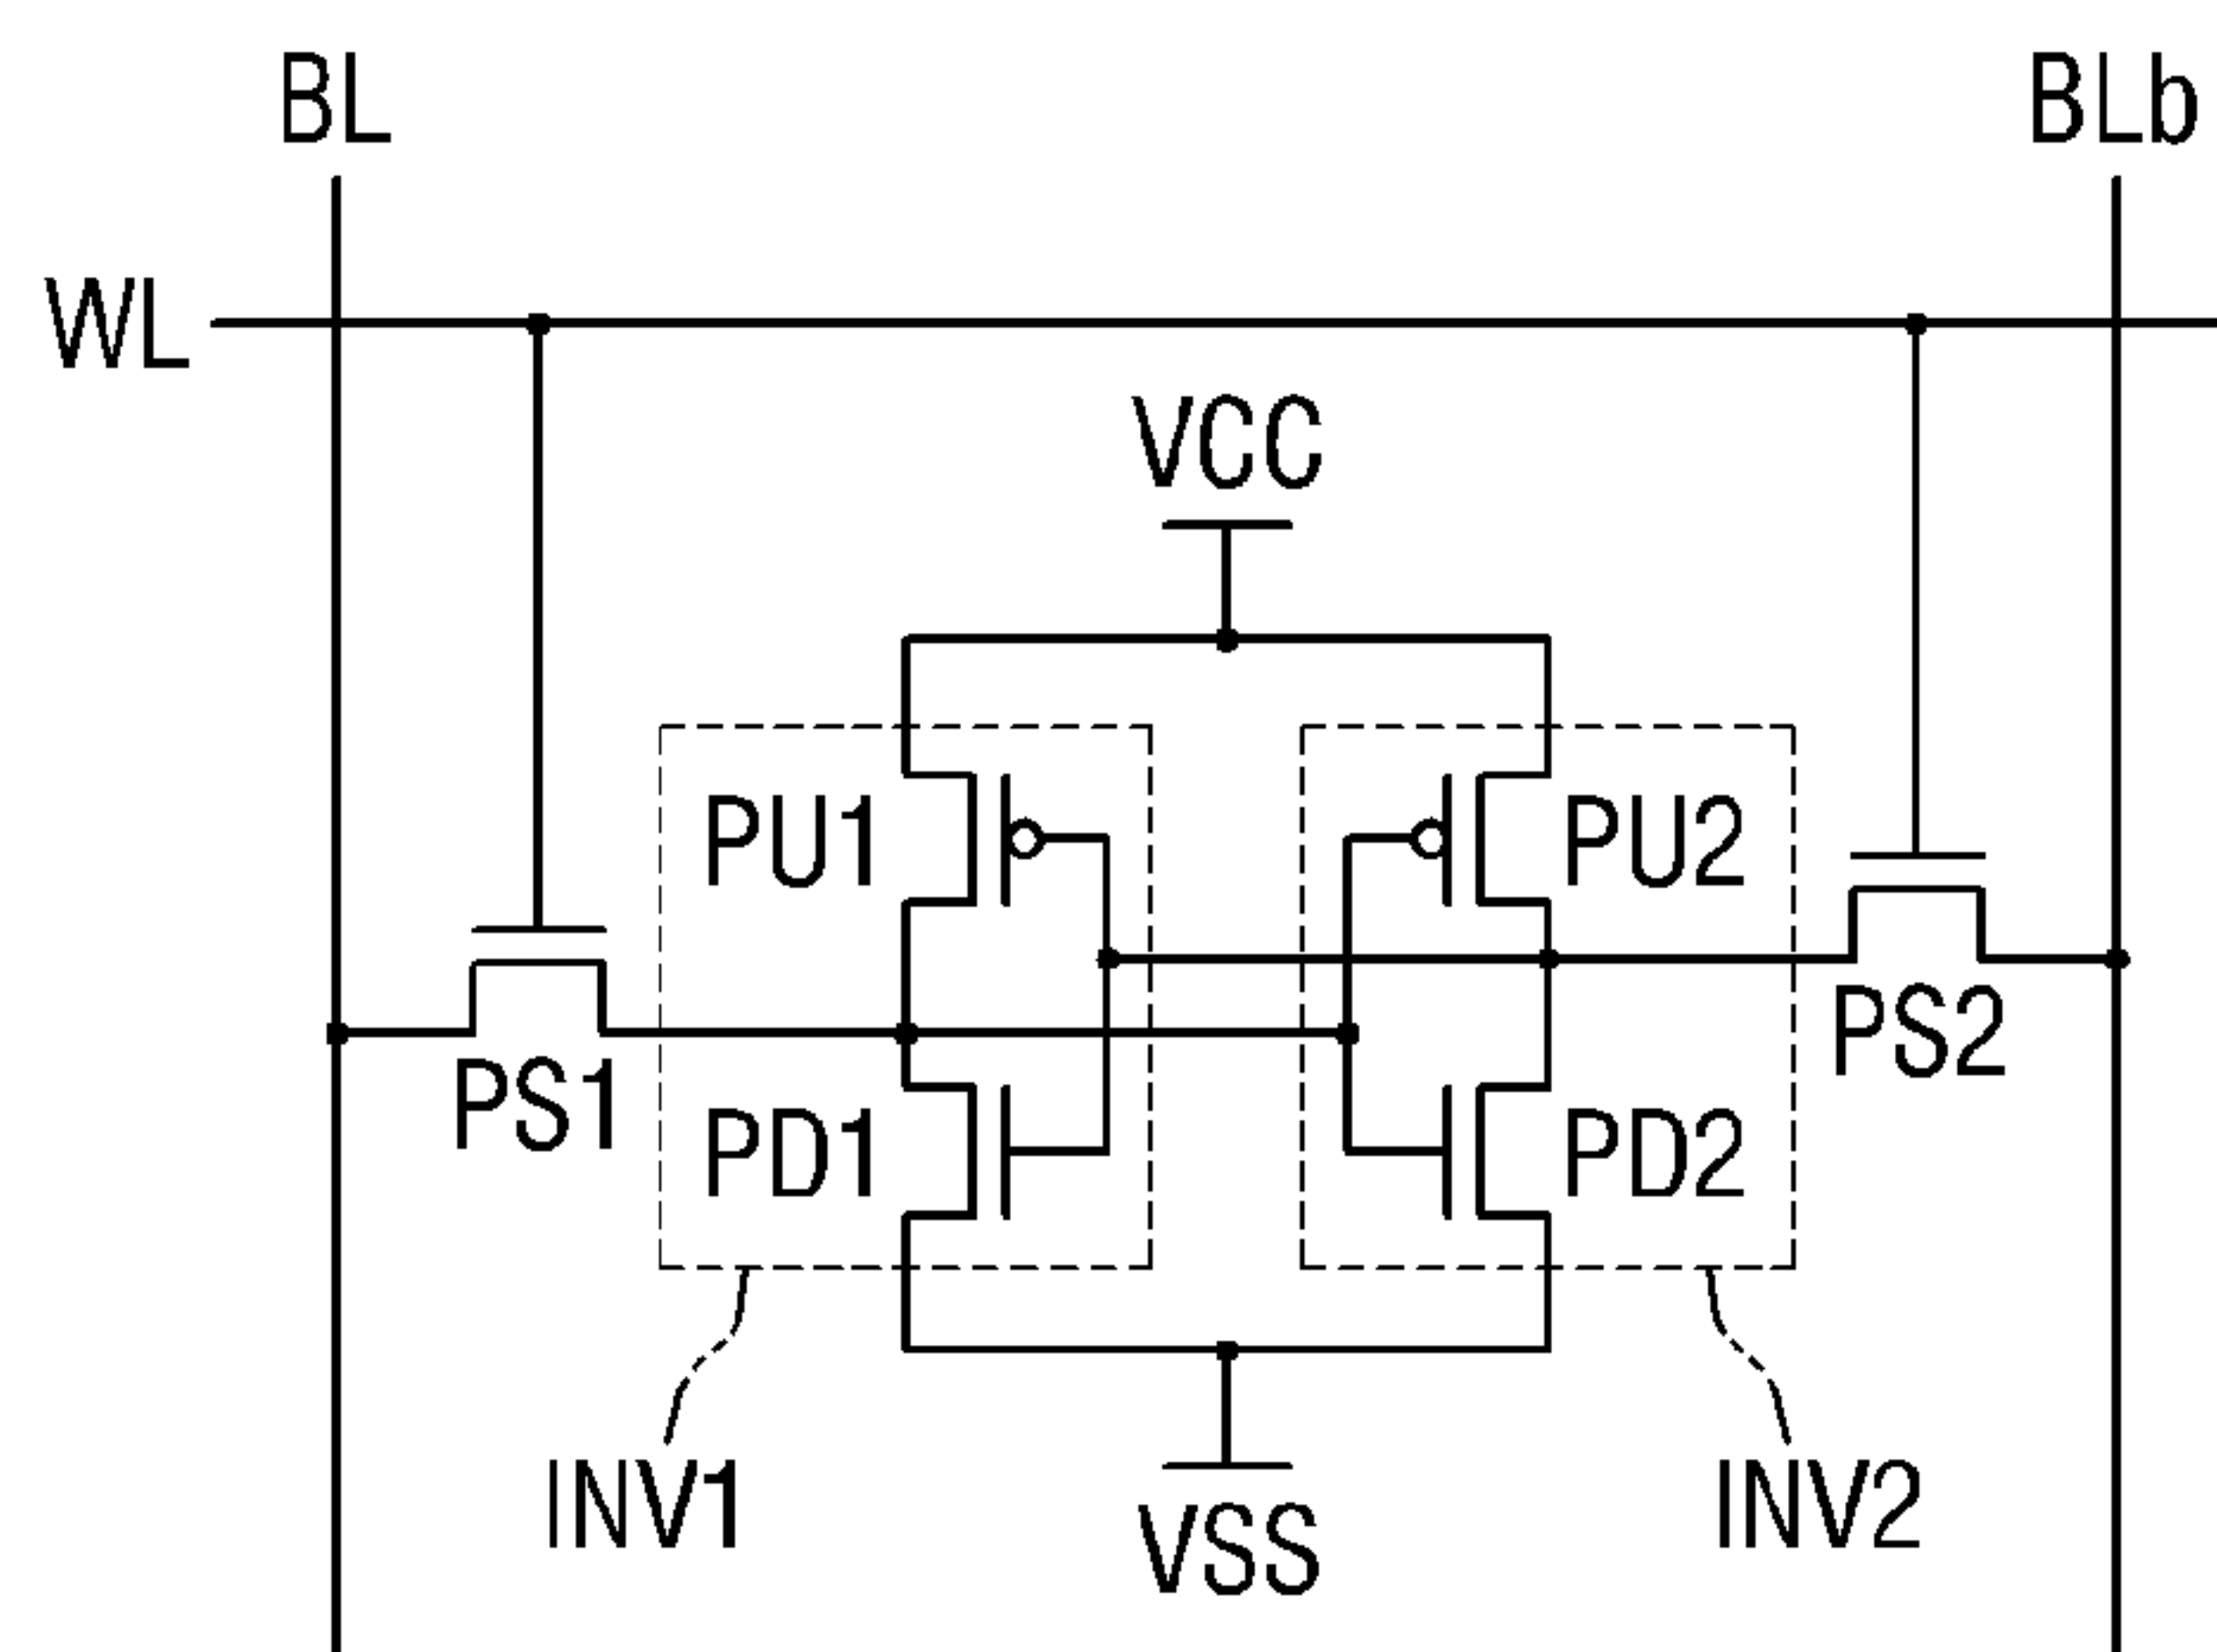 BL
BLb
WL
VCC
PU1
PU2
PS1
PS2
PD1
PD2
INV1
INV2
VSS